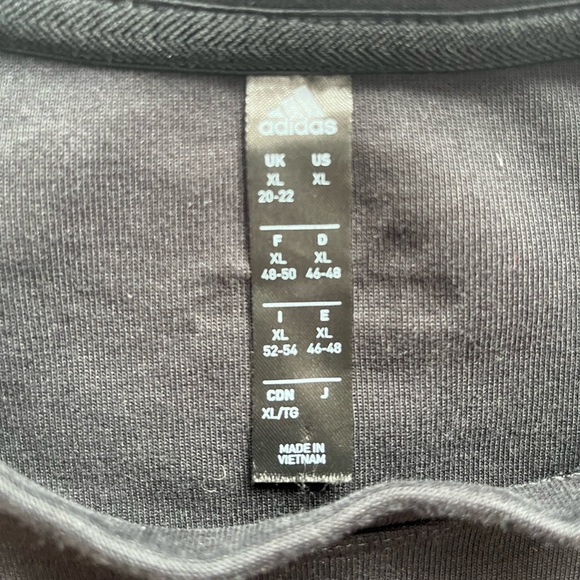 adidas
UK US
XL XL
20-22
F D
XL XL
48-50 46-48
I E
XL XL
52-54 46-48
CDN J
XL/TG
MADE IN
VIETNAM